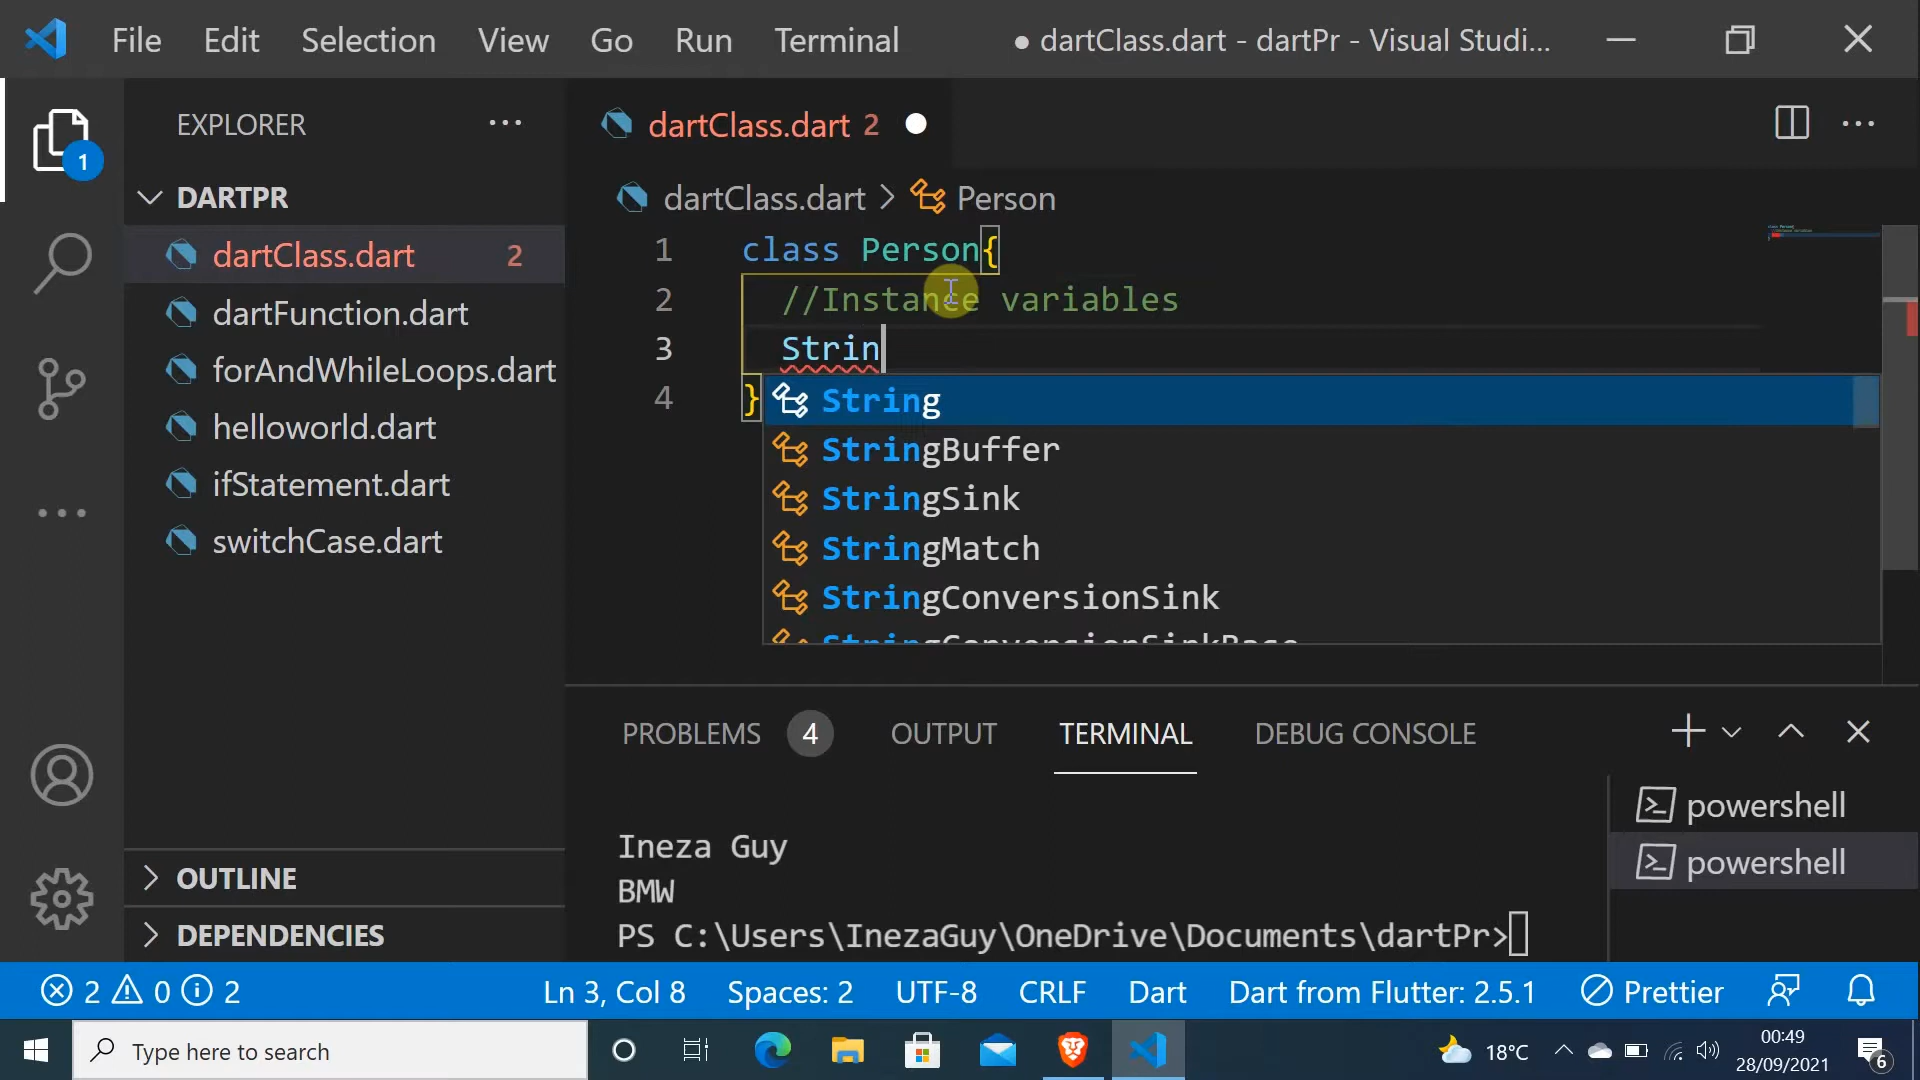 File Edit Selection View Go Run Terminal ● dartClass.dart - dartPr - Visual Studi...
EXPLORER ...
dartClass.dart 2 ●
DARTPR
dartClass.dart > Person
1
dartClass.dart 2
dartFunction.dart
forAndWhileLoops.dart
helloworld.dart
ifStatement.dart
switchCase.dart
1 class Person{
2 //Instance variables
3 Strin
4 }
String
StringBuffer
StringSink
StringMatch
StringConversionSink
StringConversionSinkBase
OUTLINE
DEPENDENCIES
PROBLEMS 4 OUTPUT TERMINAL DEBUG CONSOLE
powershell
powershell
Ineza Guy
BMW
PS C:\Users\InezaGuy\OneDrive\Documents\dartPr>
2 0 2 Ln 3, Col 8 Spaces: 2 UTF-8 CRLF Dart Dart from Flutter: 2.5.1 Prettier
Type here to search
18°C
00:49
28/09/2021
6